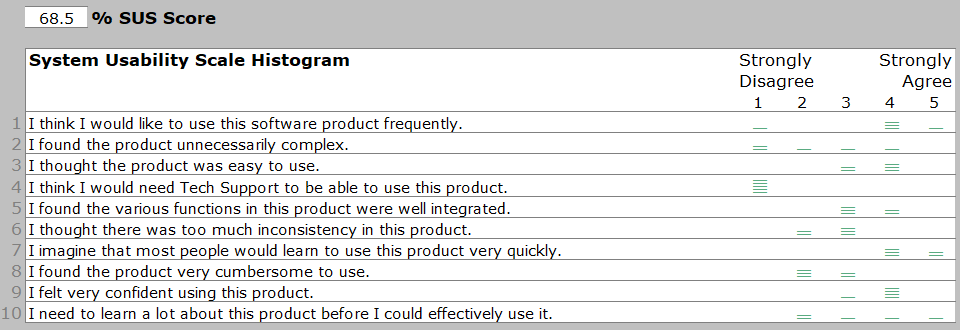 68.5 % SUS Score
System Usability Scale Histogram Strongly Strongly
Disagree Agree
1 2 3 4 5
1 I think I would like to use this software product frequently.
2 I found the product unnecessarily complex.
3 I thought the product was easy to use.
4 I think I would need Tech Support to be able to use this product.
5 I found the various functions in this product were well integrated.
6 I thought there was too much inconsistency in this product.
7 I imagine that most people would learn to use this product very quickly.
8 I found the product very cumbersome to use.
9 I felt very confident using this product.
10 I need to learn a lot about this product before I could effectively use it.